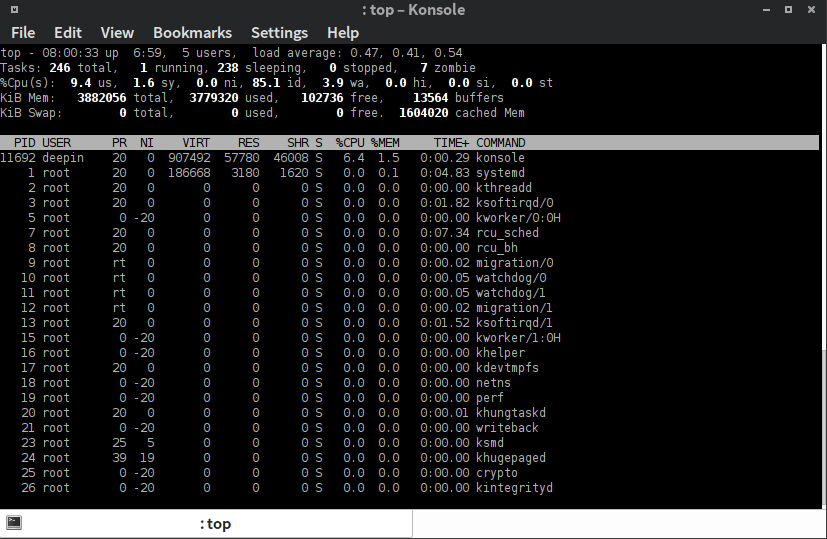 : top – Konsole
File Edit View Bookmarks Settings Help
top - 08:00:33 up  6:59,  5 users,  load average: 0.47, 0.41, 0.54
Tasks: 246 total,   1 running, 238 sleeping,   0 stopped,   7 zombie
%Cpu(s):  9.4 us,  1.6 sy,  0.0 ni, 85.1 id,  3.9 wa,  0.0 hi,  0.0 si,  0.0 st
KiB Mem:   3882056 total,  3779320 used,   102736 free,    13564 buffers
KiB Swap:        0 total,        0 used,        0 free.  1604020 cached Mem
PID USER PR NI VIRT RES SHR S %CPU %MEM TIME+ COMMAND
11692 deepin 20 0 907492 57780 46008 S 6.4 1.5 0:00.29 konsole
1 root 20 0 186668 3180 1620 S 0.0 0.1 0:04.83 systemd
2 root 20 0 0 0 0 S 0.0 0.0 0:00.00 kthreadd
3 root 20 0 0 0 0 S 0.0 0.0 0:01.82 ksoftirqd/0
5 root 0 -20 0 0 0 S 0.0 0.0 0:00.00 kworker/0:0H
7 root 20 0 0 0 0 S 0.0 0.0 0:07.34 rcu_sched
8 root 20 0 0 0 0 S 0.0 0.0 0:00.00 rcu_bh
9 root rt 0 0 0 0 S 0.0 0.0 0:00.02 migration/0
10 root rt 0 0 0 0 S 0.0 0.0 0:00.05 watchdog/0
11 root rt 0 0 0 0 S 0.0 0.0 0:00.05 watchdog/1
12 root rt 0 0 0 0 S 0.0 0.0 0:00.02 migration/1
13 root 20 0 0 0 0 S 0.0 0.0 0:01.52 ksoftirqd/1
15 root 0 -20 0 0 0 S 0.0 0.0 0:00.00 kworker/1:0H
16 root 0 -20 0 0 0 S 0.0 0.0 0:00.00 khelper
17 root 20 0 0 0 0 S 0.0 0.0 0:00.00 kdevtmpfs
18 root 0 -20 0 0 0 S 0.0 0.0 0:00.00 netns
19 root 0 -20 0 0 0 S 0.0 0.0 0:00.00 perf
20 root 20 0 0 0 0 S 0.0 0.0 0:00.01 khungtaskd
21 root 0 -20 0 0 0 S 0.0 0.0 0:00.00 writeback
23 root 25 5 0 0 0 S 0.0 0.0 0:00.00 ksmd
24 root 39 19 0 0 0 S 0.0 0.0 0:00.00 khugepaged
25 root 0 -20 0 0 0 S 0.0 0.0 0:00.00 crypto
26 root 0 -20 0 0 0 S 0.0 0.0 0:00.00 kintegrityd
: top